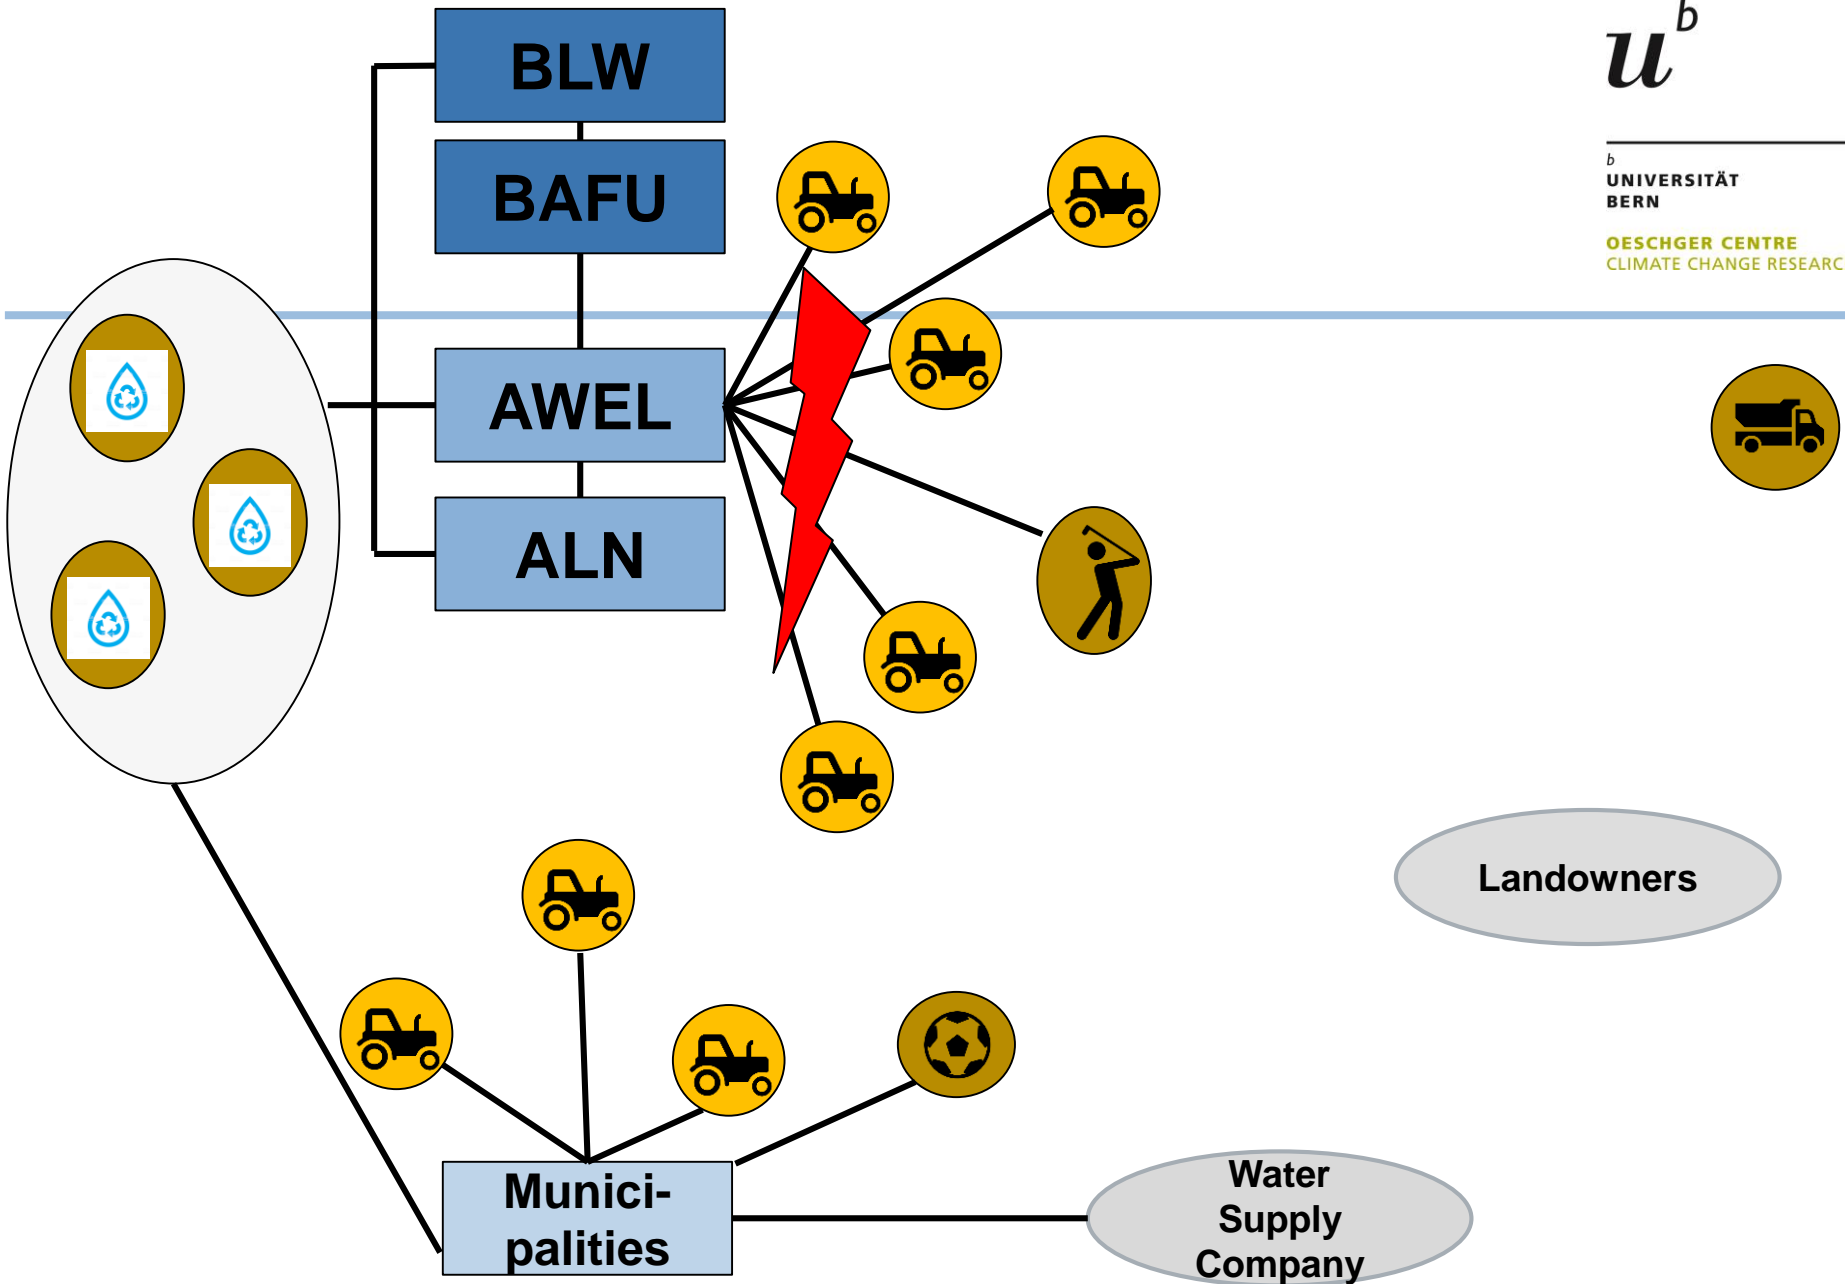 BLW
BAFU
AWEL
ALN
u
b
b
UNIVERSITÄT
BERN
OESCHGER CENTRE
CLIMATE CHANGE RESEARC
Landowners
Munici-
palities
Water
Supply
Company